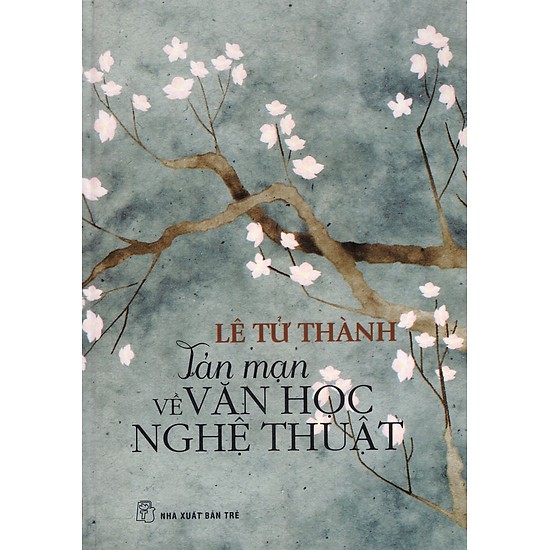 LÊ TỬ THÀNH
Tản mạn
VỀ VĂN HỌC
NGHỆ THUẬT
NHÀ XUẤT BẢN TRẺ